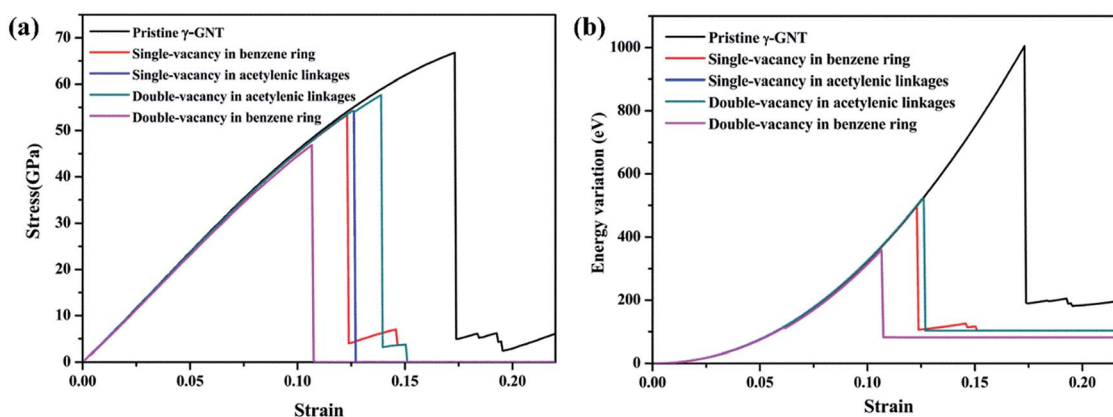 (a)
70
60
50
40
30
20
10
0
Stress(GPa)
Pristine γ-GNT
Single-vacancy in benzene ring
Single-vacancy in acetylenic linkages
Double-vacancy in acetylenic linkages
Double-vacancy in benzene ring
0.00 0.05 0.10 0.15 0.20
Strain
(b)
1000
800
600
400
200
0
Energy variation (eV)
Pristine γ-GNT
Single-vacancy in benzene ring
Single-vacancy in acetylenic linkages
Double-vacancy in acetylenic linkages
Double-vacancy in benzene ring
0.00 0.05 0.10 0.15 0.20
Strain